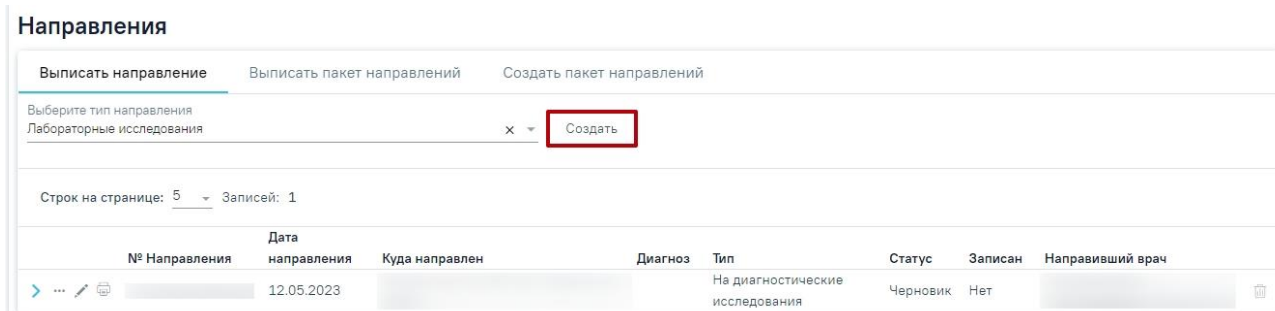 Направления
Выписать направление Выписать пакет направлений Создать пакет направлений
Выберите тип направления
Лабораторные исследования Создать
Строк на странице: 5 Записей: 1
Дата
№ Направления направления Куда направлен Диагноз Тип Статус Записан Направивший врач
На диагностические
12.05.2023 Черновик Нет
исследования